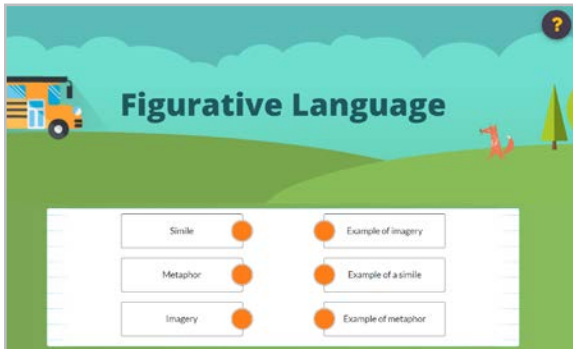 ?
Figurative Language
Simile
Example of imagery
Metaphor
Example of a simile
Imagery
Example of metaphor